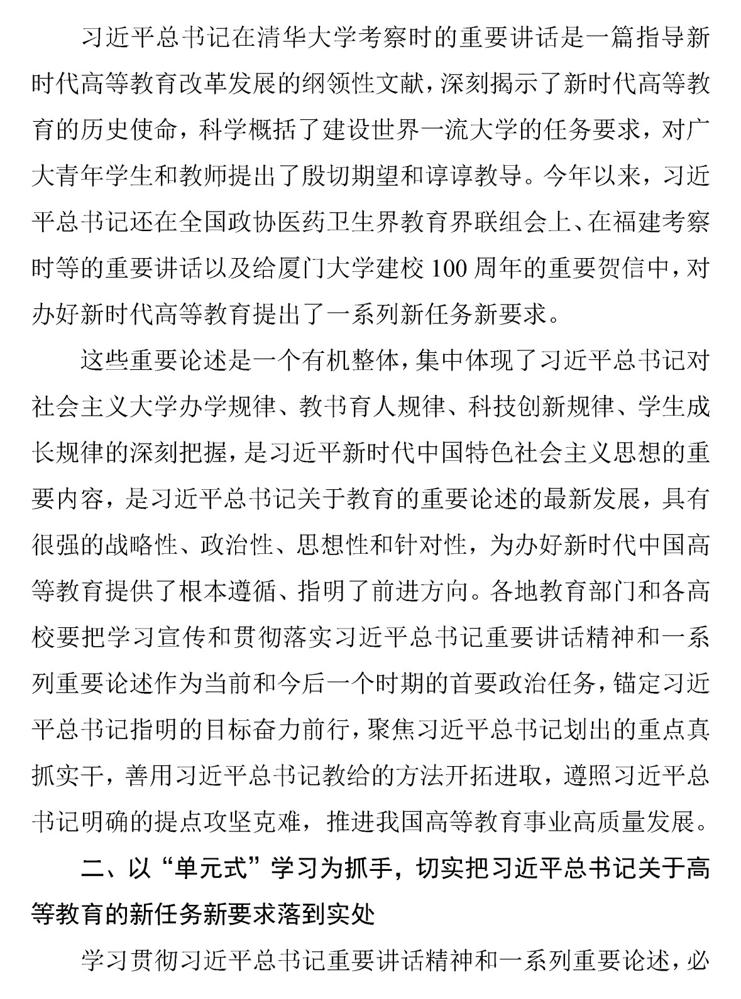 习近平总书记在清华大学考察时的重要讲话是一篇指导新
时代高等教育改革发展的纲领性文献，深刻揭示了新时代高等教
育的历史使命，科学概括了建设世界一流大学的任务要求，对广
大青年学生和教师提出了殷切期望和谆谆教导。今年以来，习近
平总书记还在全国政协医药卫生界教育界联组会上、在福建考察
时等的重要讲话以及给厦门大学建校 100 周年的重要贺信中，对
办好新时代高等教育提出了一系列新任务新要求。
这些重要论述是一个有机整体，集中体现了习近平总书记对
社会主义大学办学规律、教书育人规律、科技创新规律、学生成
长规律的深刻把握，是习近平新时代中国特色社会主义思想的重
要内容，是习近平总书记关于教育的重要论述的最新发展，具有
很强的战略性、政治性、思想性和针对性，为办好新时代中国高
等教育提供了根本遵循、指明了前进方向。各地教育部门和各高
校要把学习宣传和贯彻落实习近平总书记重要讲话精神和一系
列重要论述作为当前和今后一个时期的首要政治任务，锚定习近
平总书记指明的目标奋力前行，聚焦习近平总书记划出的重点真
抓实干，善用习近平总书记教给的方法开拓进取，遵照习近平总
书记明确的提点攻坚克难，推进我国高等教育事业高质量发展。
二、以“单元式”学习为抓手，切实把习近平总书记关于高
等教育的新任务新要求落到实处
学习贯彻习近平总书记重要讲话精神和一系列重要论述，必